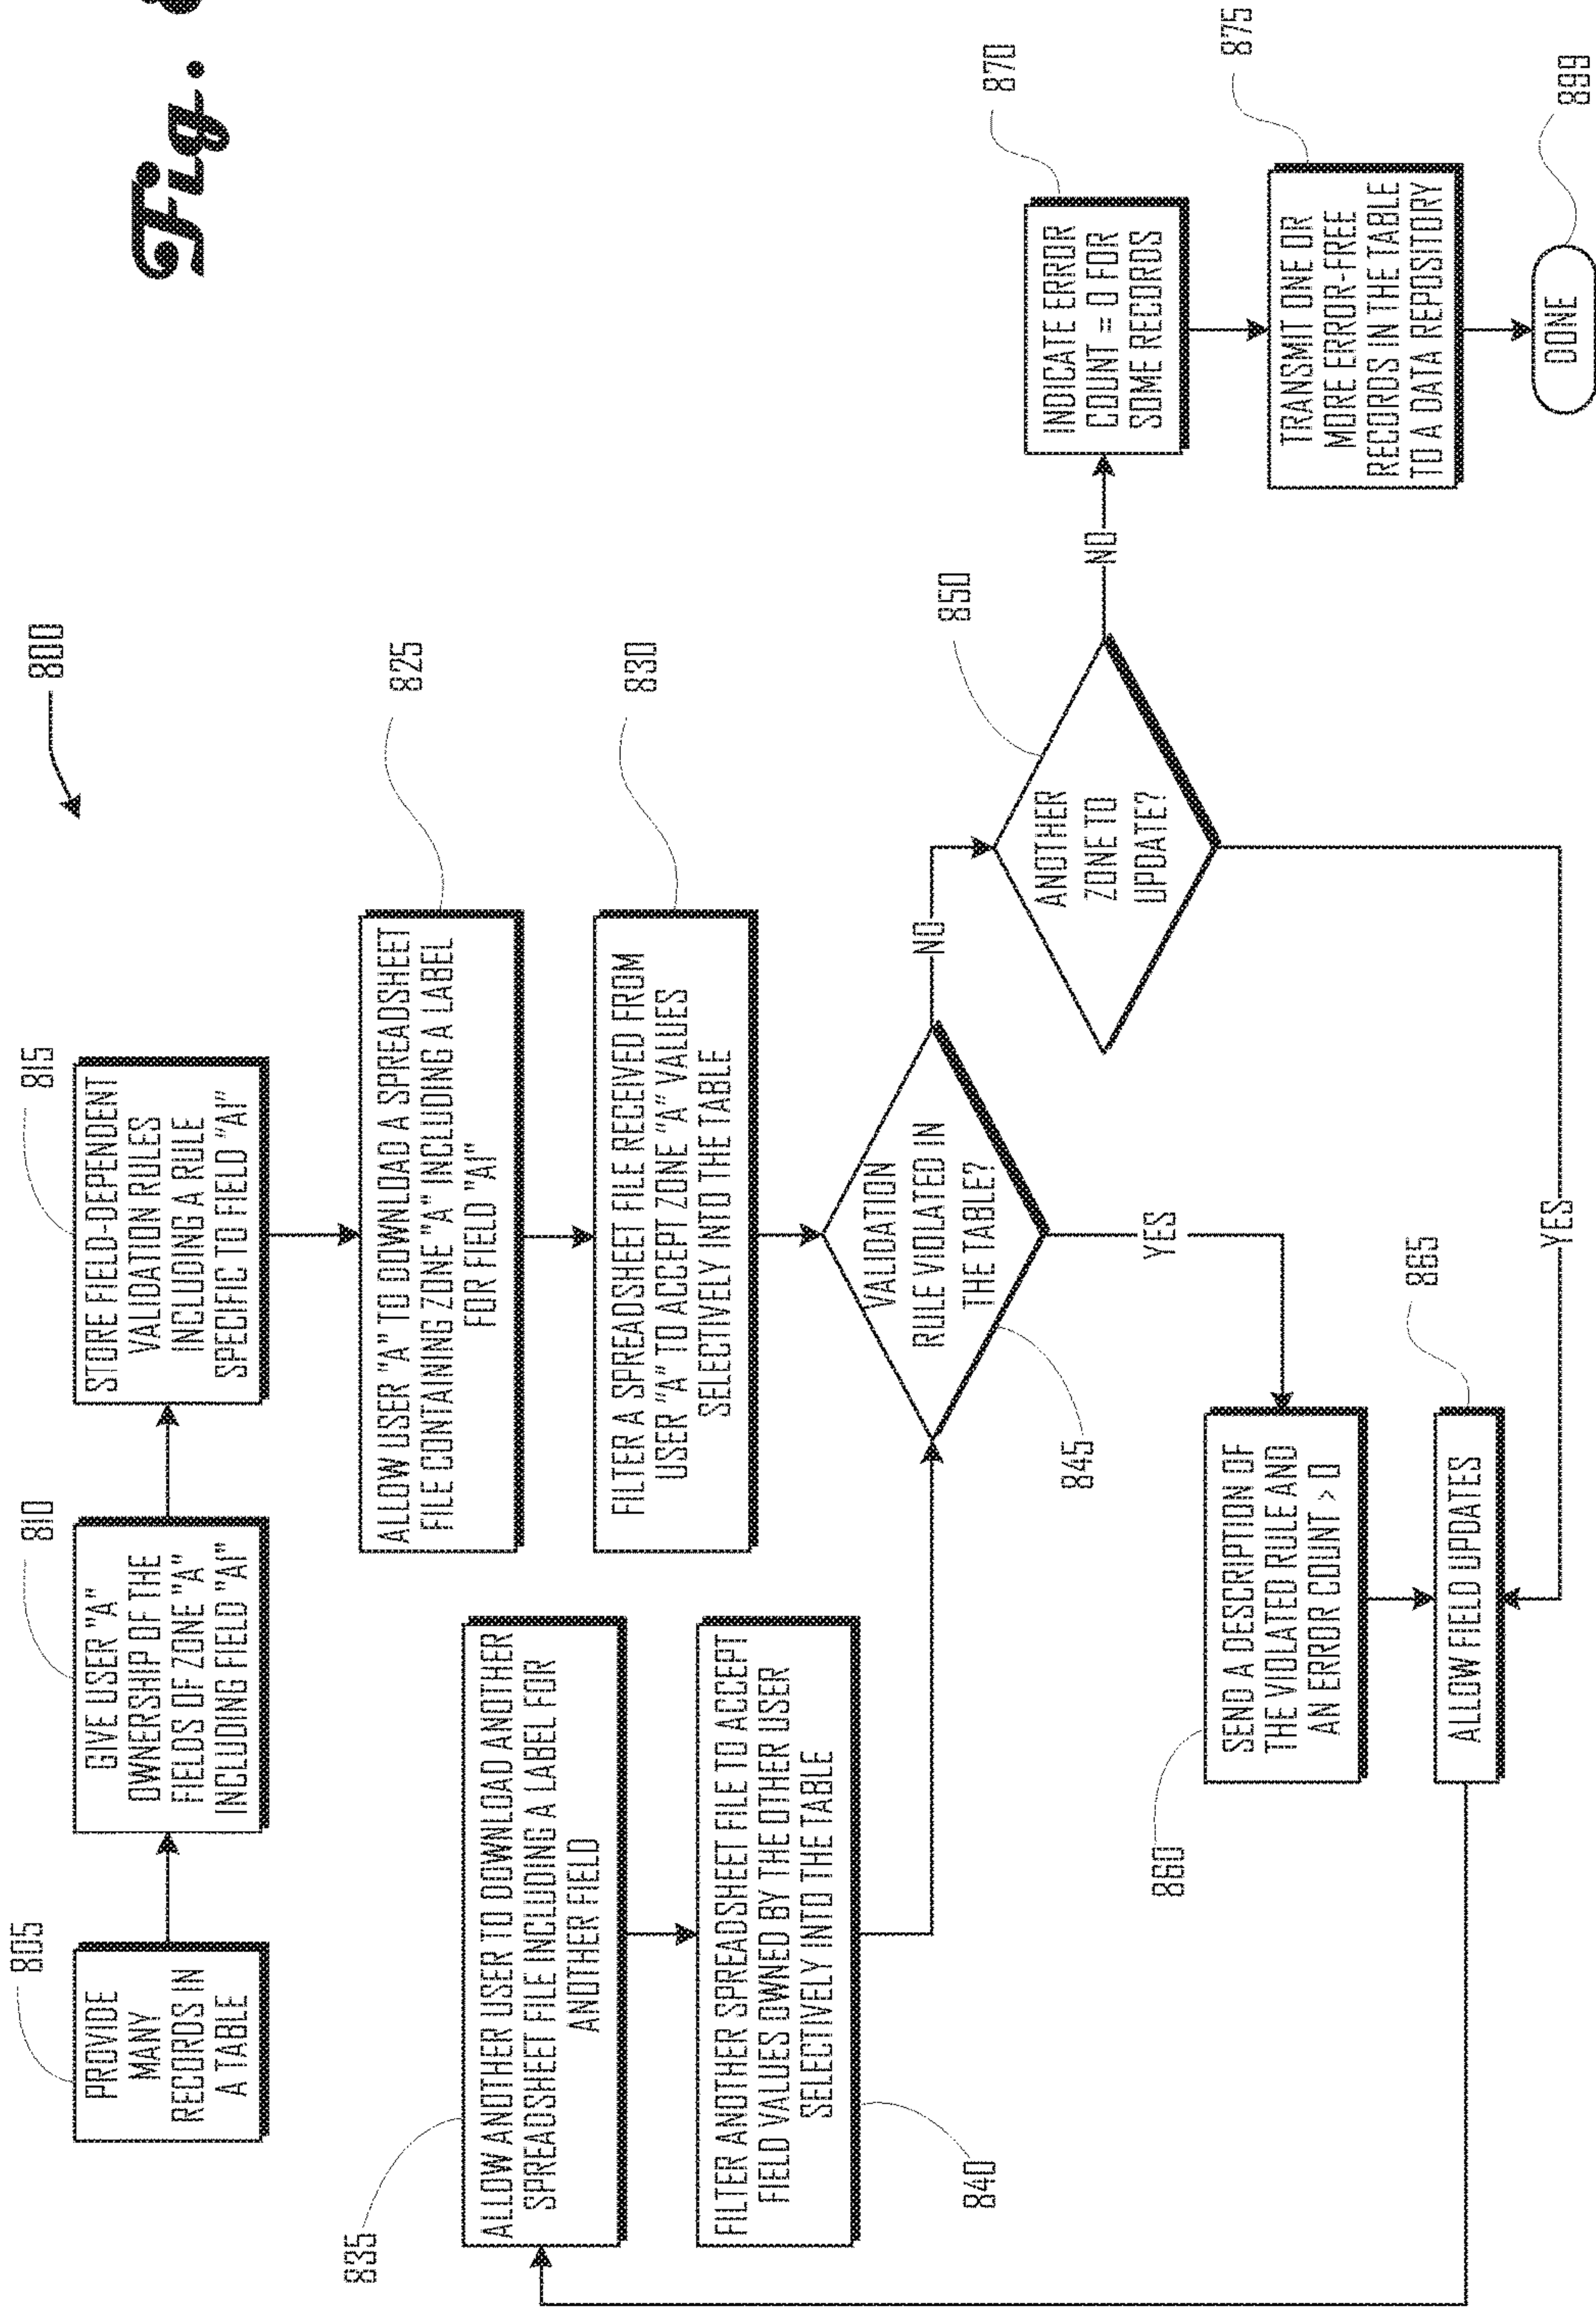 Fig.
800
805
PROVIDE
MANY
RECORDS IN
A TABLE
810
GIVE USER "A"
OWNERSHIP OF THE
FIELDS OF ZONE "A"
INCLUDING FIELD "A1"
815
STORE FIELD-DEPENDENT
VALIDATION RULES
INCLUDING A RULE
SPECIFIC TO FIELD "A1"
825
ALLOW USER "A" TO DOWNLOAD A SPREADSHEET
FILE CONTAINING ZONE "A" INCLUDING A LABEL
FOR FIELD "A1"
830
FILTER A SPREADSHEET FILE RECEIVED FROM
USER "A" TO ACCEPT ZONE "A" VALUES
SELECTIVELY INTO THE TABLE
835
ALLOW ANOTHER USER TO DOWNLOAD ANOTHER
SPREADSHEET FILE INCLUDING A LABEL FOR
ANOTHER FIELD
840
FILTER ANOTHER SPREADSHEET FILE TO ACCEPT
FIELD VALUES OWNED BY THE OTHER USER
SELECTIVELY INTO THE TABLE
845
VALIDATION
RULE VIOLATED IN
THE TABLE?
NO
YES
850
ANOTHER
ZONE TO
UPDATE?
NO
YES
860
SEND A DESCRIPTION OF
THE VIOLATED RULE AND
AN ERROR COUNT > 0
865
ALLOW FIELD UPDATES
870
INDICATE ERROR
COUNT = 0 FOR
SOME RECORDS
875
TRANSMIT ONE OR
MORE ERROR-FREE
RECORDS IN THE TABLE
TO A DATA REPOSITORY
899
DONE